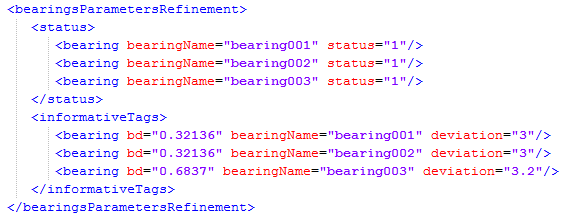 <bearingsParametersRefinement>
<status>
<bearing bearingName="bearing001" status="1"/>
<bearing bearingName="bearing002" status="1"/>
<bearing bearingName="bearing003" status="1"/>
</status>
<informativeTags>
<bearing bd="0.32136" bearingName="bearing001" deviation="3"/>
<bearing bd="0.32136" bearingName="bearing002" deviation="3"/>
<bearing bd="0.6837" bearingName="bearing003" deviation="3.2"/>
</informativeTags>
</bearingsParametersRefinement>